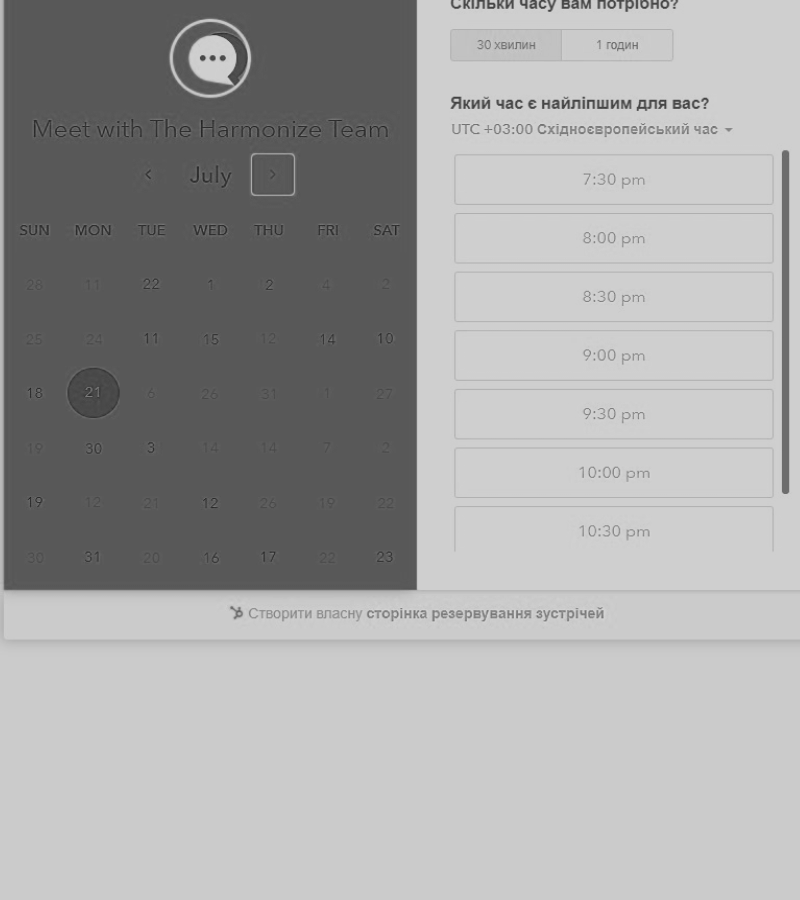 Скільки часу вам потрібно?
30 хвилин 1 годин
Meet with The Harmonize Team
July
SUN MON TUE WED THU FRI SAT
28 11 22 1 2 4 2
25 24 11 15 12 14 10
18 21 6 26 31 1 27
19 30 3 14 14 7 2
19 12 21 12 26 19 22
30 31 20 16 17 22 23
Який час є найліпшим для вас?
UTC +03:00 Східноєвропейський час
7:30 pm
8:00 pm
8:30 pm
9:00 pm
9:30 pm
10:00 pm
10:30 pm
Створити власну сторінка резервування зустрічей